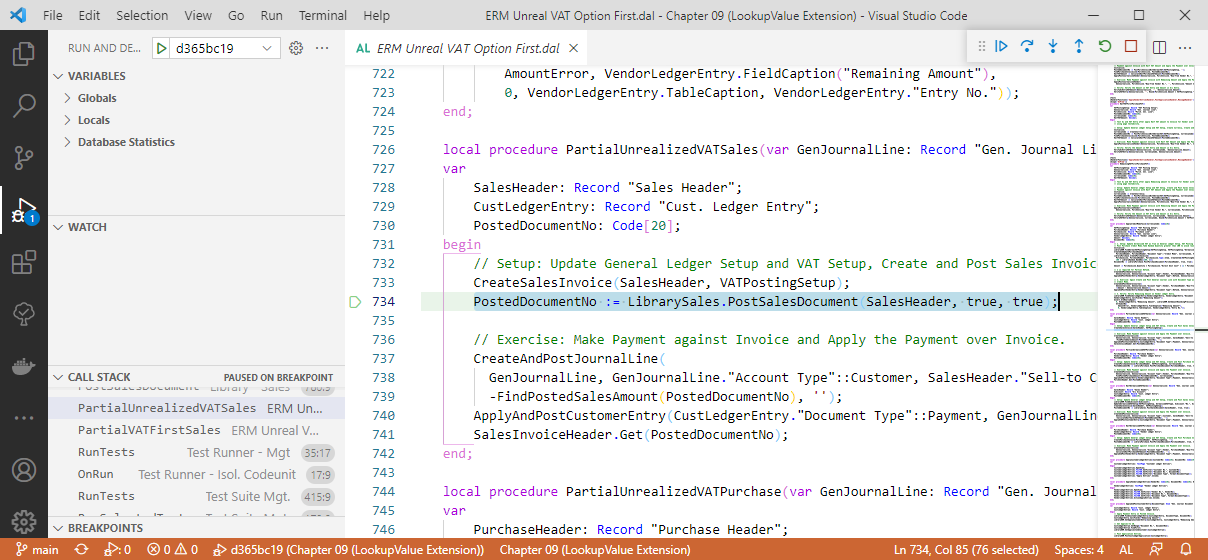 File Edit Selection View Go Run Terminal Help ERM Unreal VAT Option First.dal - Chapter 09 (LookupValue Extension) - Visual Studio Code
RUN AND DE... d365bc19 ...
AL ERM Unreal VAT Option First.dal
VARIABLES
Globals
Locals
Database Statistics
WATCH
CALL STACK PAUSED ON BREAKPOINT
PostSalesDocument Library - Sales
PartialUnrealizedVATSales ERM Un...
PartialVATFirstSales ERM Unreal V...
RunTests Test Runner - Mgt 35:17
OnRun Test Runner - Isol. Codeunit 17:9
RunTests Test Suite Mgt. 415:9
BREAKPOINTS
1
722 AmountError, VendorLedgerEntry.FieldCaption("Remaining Amount"),
723 0, VendorLedgerEntry.TableCaption, VendorLedgerEntry."Entry No."));
724 end;
725
726 local procedure PartialUnrealizedVATSales(var GenJournalLine: Record "Gen. Journal Li
727 var
728 SalesHeader: Record "Sales Header";
729 CustLedgerEntry: Record "Cust. Ledger Entry";
730 PostedDocumentNo: Code[20];
731 begin
732 // Setup: Update General Ledger Setup and VAT Setup, Create and Post Sales Invoic
733 CreateSalesInvoice(SalesHeader, VATPostingSetup);
734 PostedDocumentNo := LibrarySales.PostSalesDocument(SalesHeader, true, true);
735
736 // Exercise: Make Payment against Invoice and Apply the Payment over Invoice.
737 CreateAndPostJournalLine(
738 GenJournalLine, GenJournalLine."Account Type"::Customer, SalesHeader."Sell-to C
739 -FindPostedSalesAmount(PostedDocumentNo), '');
740 ApplyAndPostCustomerEntry(CustLedgerEntry."Document Type"::Payment, GenJournalLin
741 SalesInvoiceHeader.Get(PostedDocumentNo);
742 end;
743
744 local procedure PartialUnrealizedVATPurchase(var GenJournalLine: Record "Gen. Journal
745 var
746 PurchaseHeader: Record "Purchase Header";
main 0 0 0 d365bc19 (Chapter 09 (LookupValue Extension)) Chapter 09 (LookupValue Extension) Ln 734, Col 85 (76 selected) Spaces: 4 AL